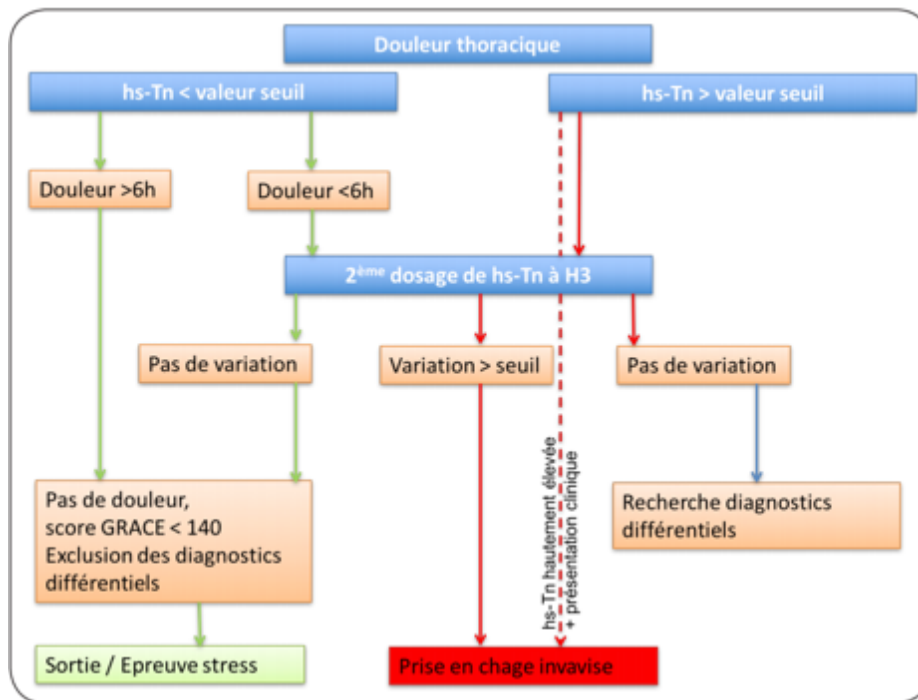 Douleur thoracique
hs-Tn < valeur seuil
hs-Tn > valeur seuil
Douleur >6h
Douleur <6h
2ème dosage de hs-Tn à H3
Pas de variation
Variation > seuil
Pas de variation
hs-Tn hautement élevée
+ présentation clinique
Pas de douleur,
score GRACE < 140
Exclusion des diagnostics
différentiels
Recherche diagnostics
différentiels
Sortie / Epreuve stress
Prise en chage invavise